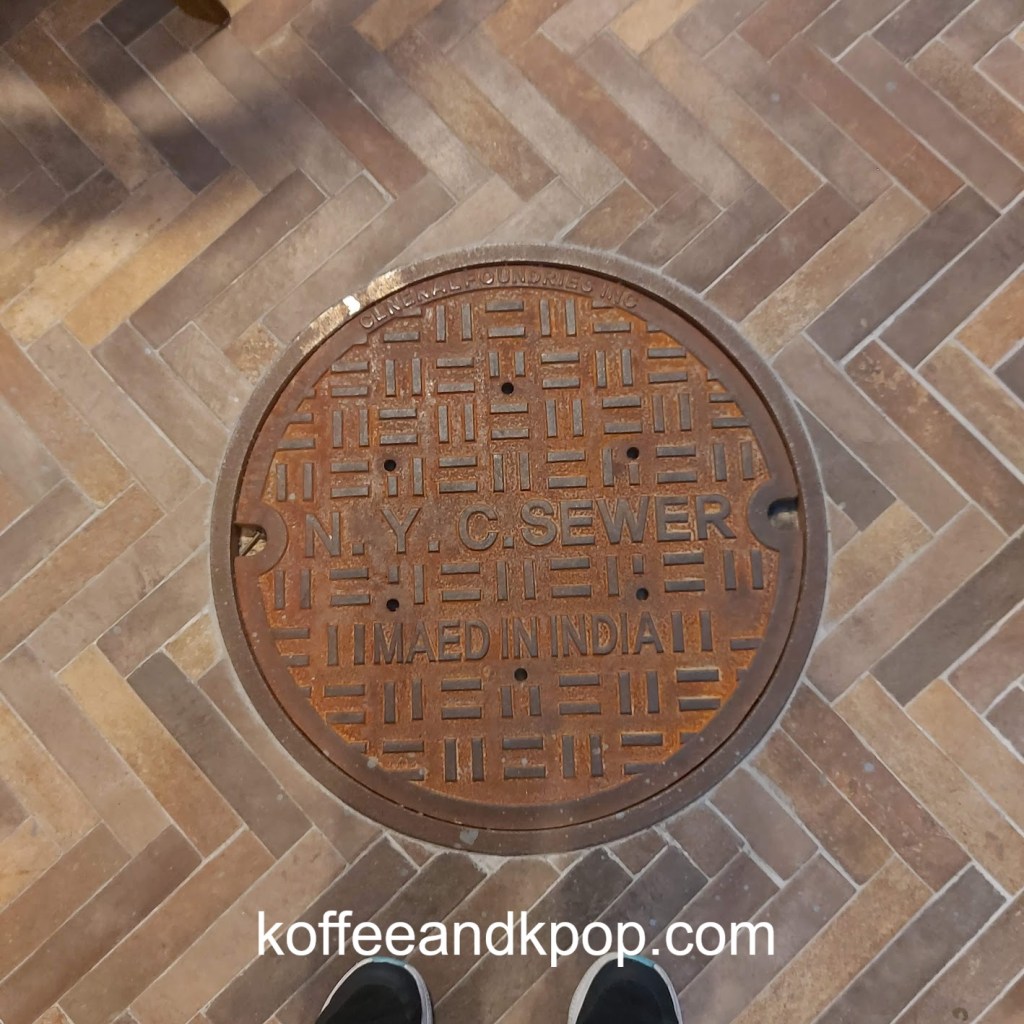 GENERAL FOUNDRIES INC
N. Y. C. SEWER
MAED IN INDIA
koffeeandkpop.com